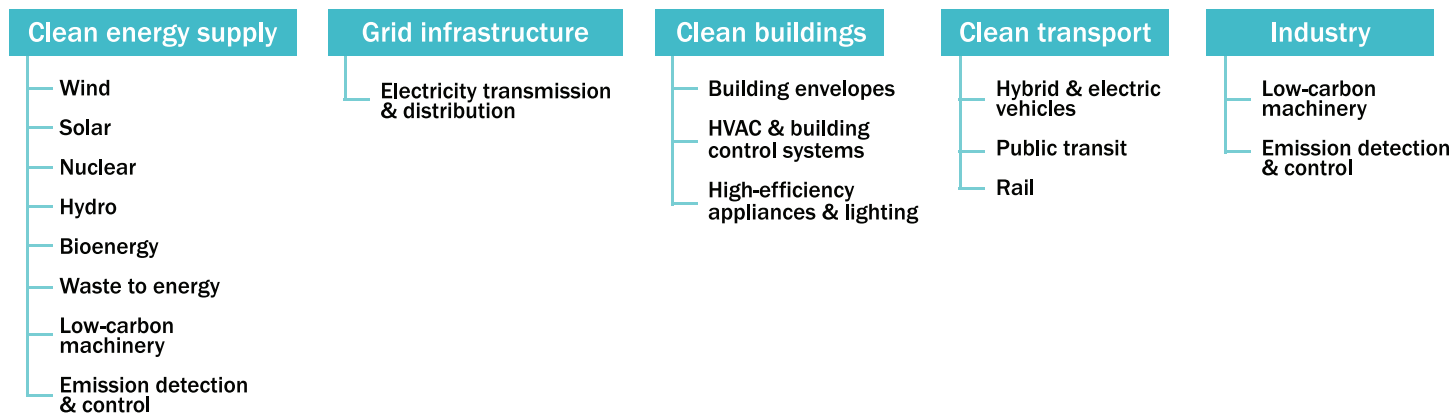 Clean energy supply
Wind
Solar
Nuclear
Hydro
Bioenergy
Waste to energy
Low-carbon
machinery
Emission detection
& control
Grid infrastructure
Electricity transmission
& distribution
Clean buildings
Building envelopes
HVAC & building
control systems
High-efficiency
appliances & lighting
Clean transport
Hybrid & electric
vehicles
Public transit
Rail
Industry
Low-carbon
machinery
Emission detection
& control